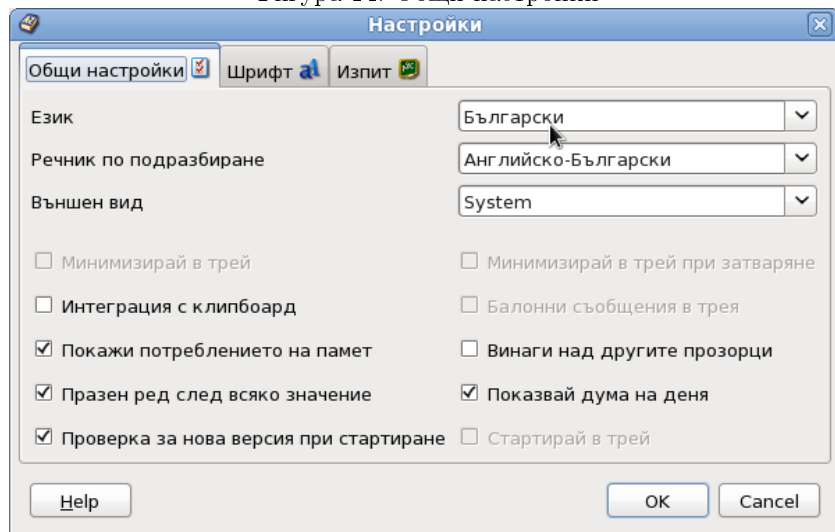 Настройки
Общи настройки Шрифт Изпит
Език Български
Речник по подразбиране Английско-Български
Външен вид System
Минимизирай в трей Минимизирай в трей при затваряне
Интеграция с клипбоард Балонни съобщения в трея
Покажи потреблението на памет Винаги над другите прозорци
Празен ред след всяко значение Показвай дума на деня
Проверка за нова версия при стартиране Стартирай в трей
Help OK Cancel